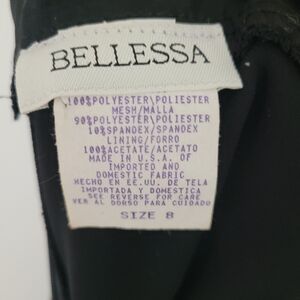 BELLESSA
100%POLYESTER\POLIESTER
MESH/MALLA
90%POLYESTER/POLIESTER
10%SPANDEX/SPANDEX
LINING/FORRO
100%ACETATE/ACETATO
MADE IN U.S.A. OF
IMPORTED AND
DOMESTIC FABRIC
HECHO EN EE.UU. DE TELA
IMPORTADA Y DOMESTICA
SEE REVERSE FOR CARE
VER AL DORSO PARA CUIDADO
SIZE 8